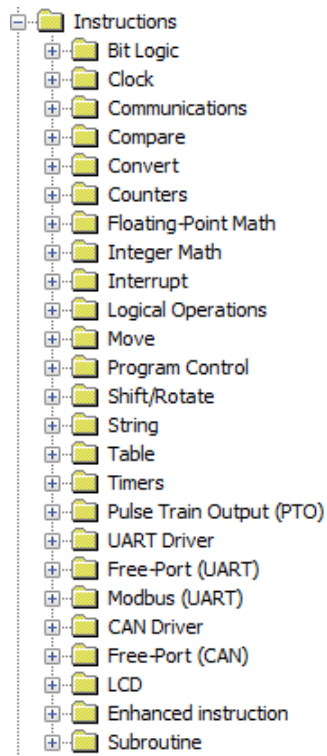 Instructions
Bit Logic
Clock
Communications
Compare
Convert
Counters
Floating-Point Math
Integer Math
Interrupt
Logical Operations
Move
Program Control
Shift/Rotate
String
Table
Timers
Pulse Train Output (PTO)
UART Driver
Free-Port (UART)
Modbus (UART)
CAN Driver
Free-Port (CAN)
LCD
Enhanced instruction
Subroutine